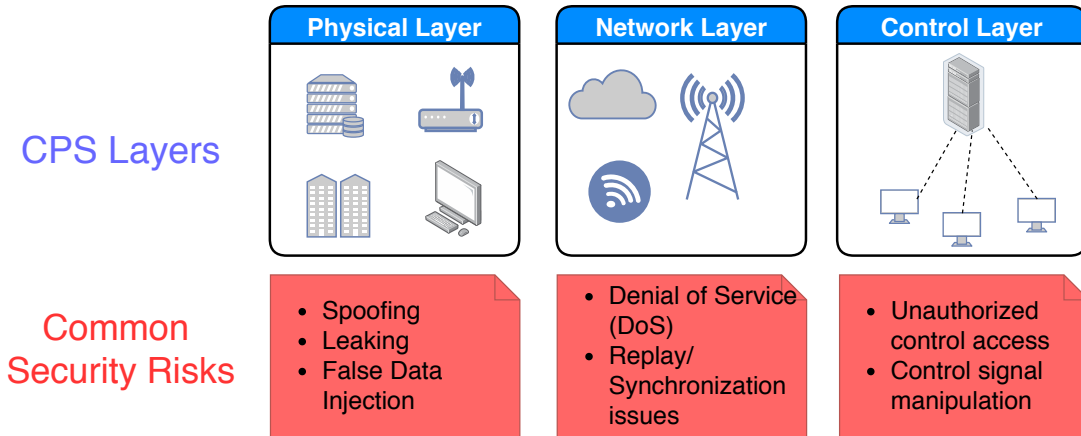 Physical Layer
Network Layer
Control Layer
CPS Layers
Common
Security Risks
• Spoofing
• Leaking
• False Data
Injection
• Denial of Service
(DoS)
• Replay/
Synchronization
issues
• Unauthorized
control access
• Control signal
manipulation